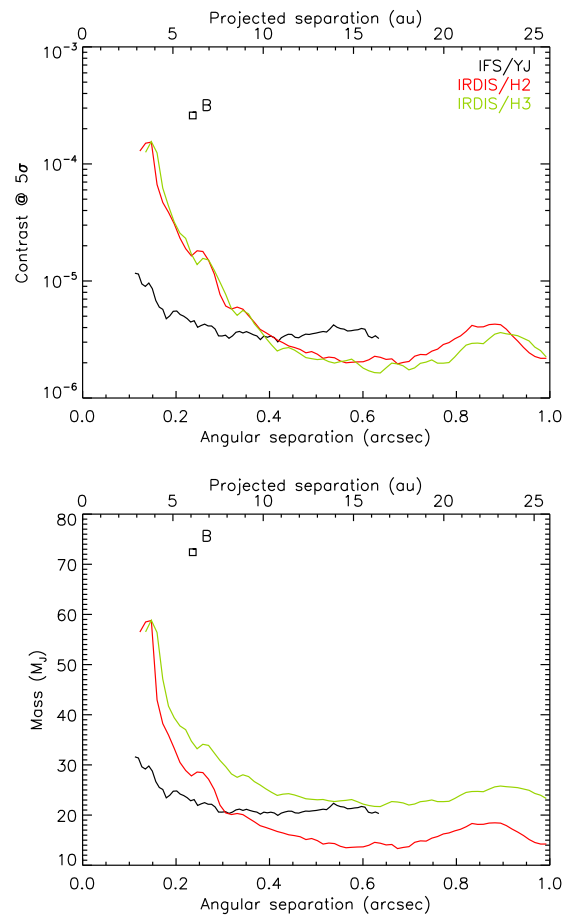 Projected separation (au)
0 5 10 15 20 25
10⁻³
IFS/YJ
IRDIS/H2
IRDIS/H3
B
10⁻⁴
Contrast @ 5σ
10⁻⁵
10⁻⁶
0.0 0.2 0.4 0.6 0.8 1.0
Angular separation (arcsec)
Projected separation (au)
0 5 10 15 20 25
80
B
70
60
50
Mass (M_J)
40
30
20
10
0.0 0.2 0.4 0.6 0.8 1.0
Angular separation (arcsec)